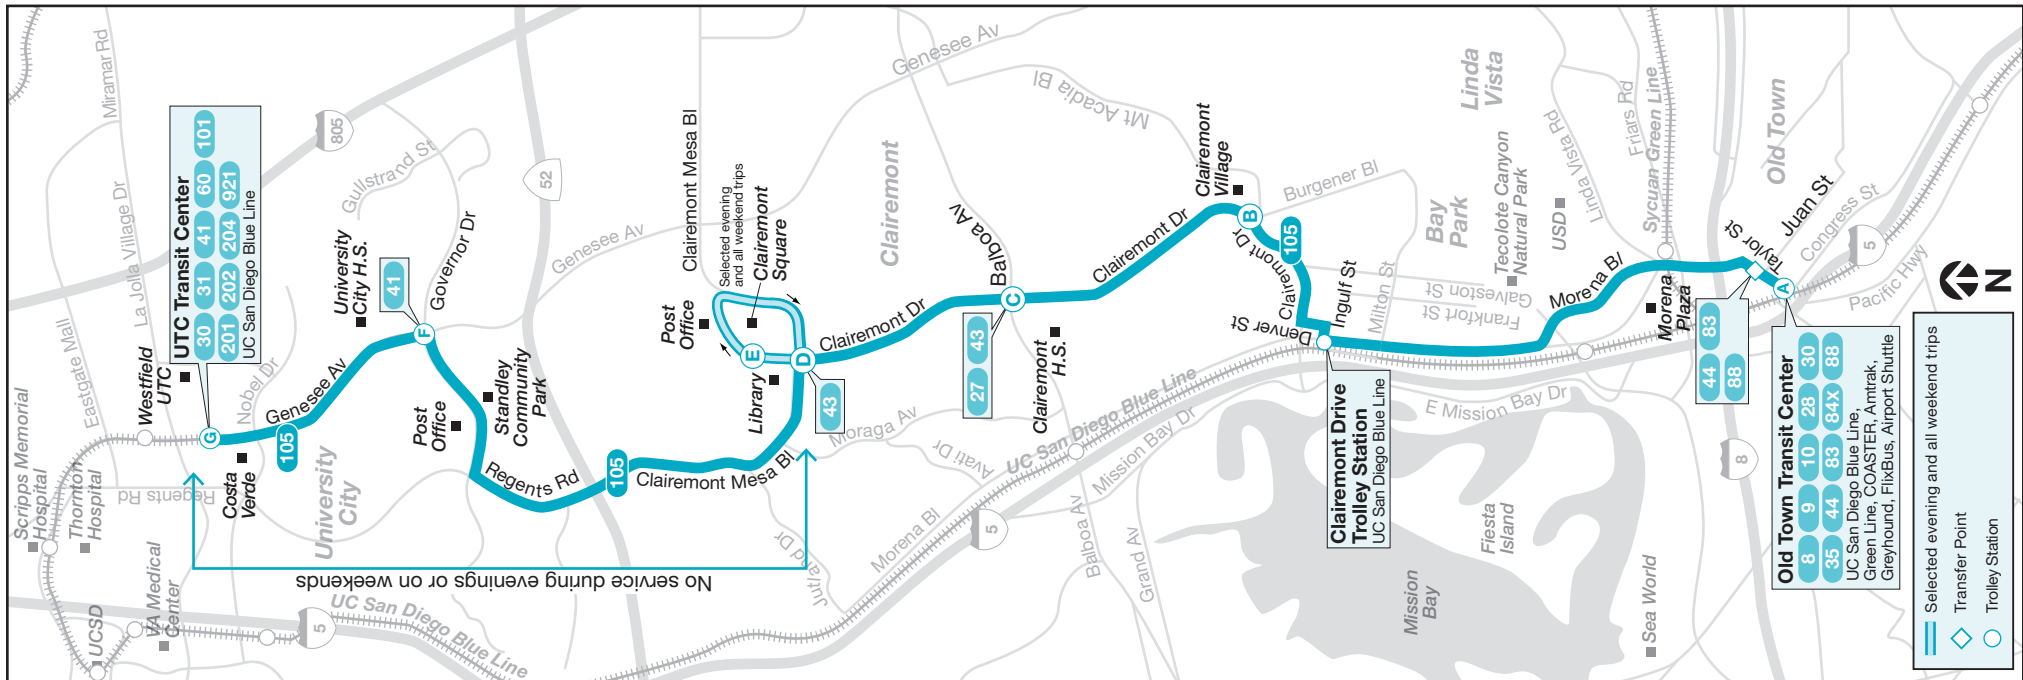 Scripps Memorial
Hospital
Thornton
Hospital
UCSD
VA Medical
Center
Eastgate Mall
Miramar Rd
La Jolla Village Dr
Regents Rd
Nobel Dr
Westfield
UTC
Costa
Verde
UTC Transit Center
30 31 41 60 101
201 202 204 921
UC San Diego Blue Line
G
105
Genesee Av
University
City
805
Gullstrand St
University
City H.S.
41
F
Governor Dr
52
Genesee Av
Post
Office
Standley
Community
Park
Regents Rd
105
Clairemont Mesa Bl
No service during evenings or on weekends
5
UC San Diego Blue Line
Clairemont Mesa Bl
Selected evening
and all weekend trips
Clairemont
Square
Post
Office
E
Library
D
43
Moraga Av
Avati Dr
Jutland Dr
Morena Bl
Clairemont Dr
Clairemont
Genesee Av
Mt Acadia Bl
Balboa Av
C
27 43
Clairemont
H.S.
UC San Diego Blue Line
Mission Bay Dr
5
Balboa Av
Grand Av
Clairemont Dr
Clairemont
Village
B
Burgener Bl
105
Clairemont Dr
Denver St
Ingulf St
Milton St
Clairemont Drive
Trolley Station
UC San Diego Blue Line
E Mission Bay Dr
Mission
Bay
Fiesta
Island
Sea World
Bay
Park
Galveston St
Frankfort St
Tecolote Canyon
Natural Park
USD
Linda
Vista
Linda Vista Rd
Friars Rd
Sycuan Green Line
Morena Bl
Morena
Plaza
44 83
88
8
Old Town
Taylor St
Juan St
Congress St
5
Pacific Hwy
A
Old Town Transit Center
8 9 10 28 30
35 44 83 84X 88
UC San Diego Blue Line,
Green Line, COASTER, Amtrak,
Greyhound, FlixBus, Airport Shuttle
N
Selected evening and all weekend trips
Transfer Point
Trolley Station